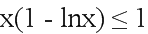 x(1 - lnx) ≤ 1